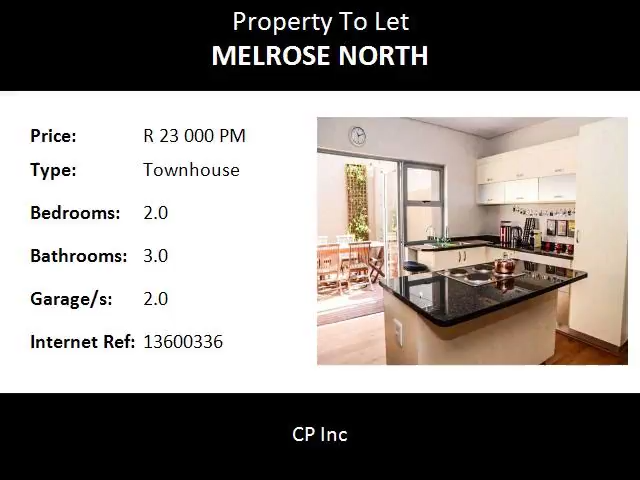 Property To Let
MELROSE NORTH
Price: R 23 000 PM
Type: Townhouse
Bedrooms: 2.0
Bathrooms: 3.0
Garage/s: 2.0
Internet Ref: 13600336
CP Inc